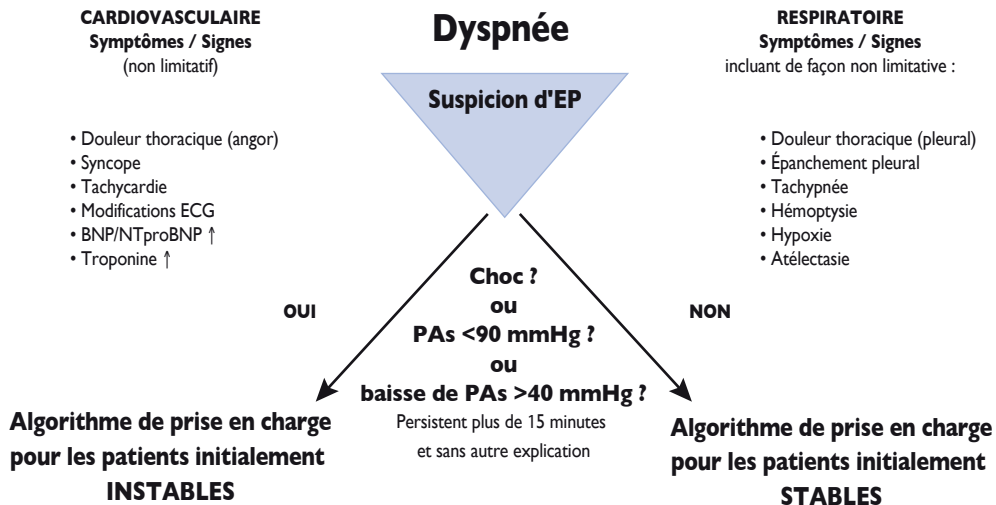 CARDIOVASCULAIRE
Symptômes / Signes
(non limitatif)
• Douleur thoracique (angor)
• Syncope
• Tachycardie
• Modifications ECG
• BNP/NTproBNP ↑
• Troponine ↑
Dyspnée
Suspicion d'EP
RESPIRATOIRE
Symptômes / Signes
incluant de façon non limitative :
• Douleur thoracique (pleural)
• Épanchement pleural
• Tachypnée
• Hémoptysie
• Hypoxie
• Atélectasie
OUI
Choc ?
ou
PAs <90 mmHg ?
ou
baisse de PAs >40 mmHg ?
Persistent plus de 15 minutes
et sans autre explication
NON
Algorithme de prise en charge
pour les patients initialement
INSTABLES
Algorithme de prise en charge
pour les patients initialement
STABLES